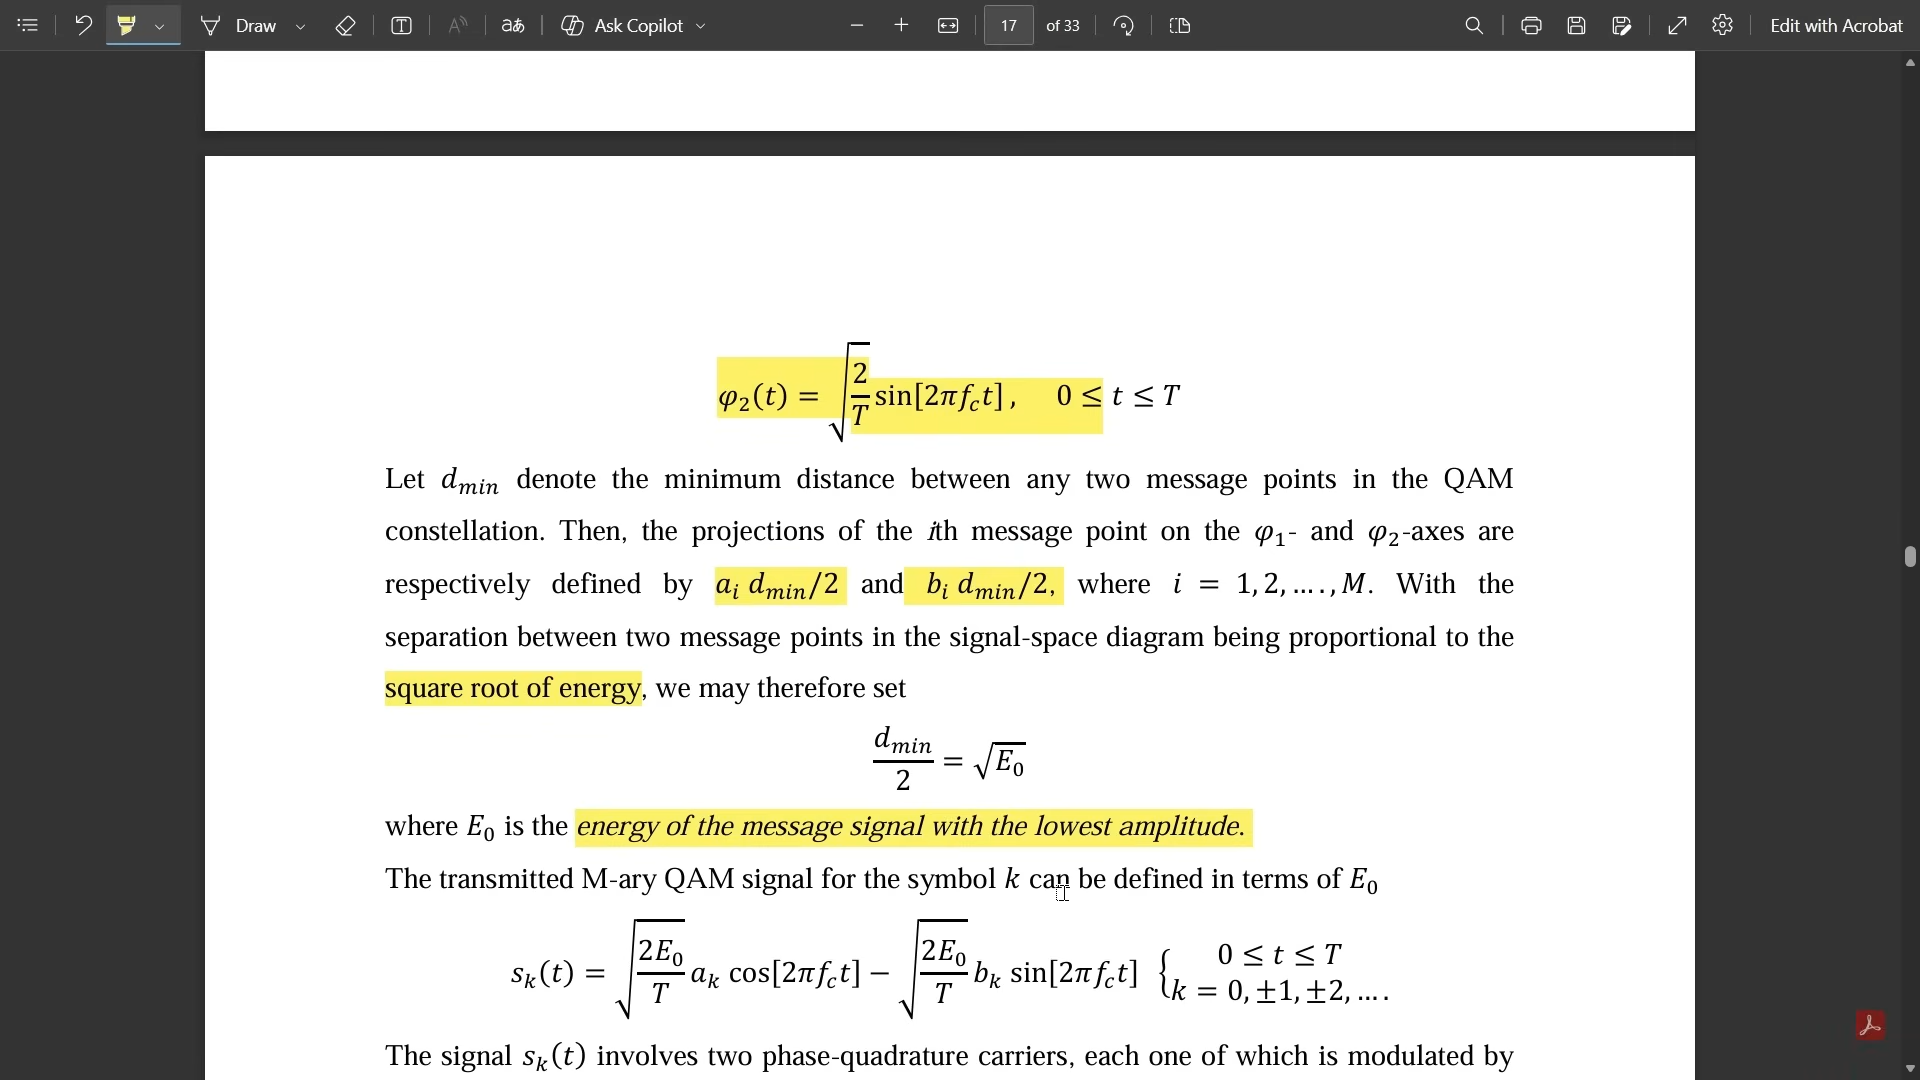 Draw
Ask Copilot
17 of 33
Edit with Acrobat
φ₂(t) = √(2/T) sin[2πf_c t] , 0 ≤ t ≤ T
Let d_min denote the minimum distance between any two message points in the QAM
constellation. Then, the projections of the ith message point on the φ₁- and φ₂-axes are
respectively defined by a_i d_min/2 and b_i d_min/2, where i = 1, 2, … . , M. With the
separation between two message points in the signal-space diagram being proportional to the
square root of energy, we may therefore set
d_min/2 = √E₀
where E₀ is the energy of the message signal with the lowest amplitude.
The transmitted M-ary QAM signal for the symbol k can be defined in terms of E₀
s_k(t) = √(2E₀/T) a_k cos[2πf_c t] − √(2E₀/T) b_k sin[2πf_c t] { 0 ≤ t ≤ T
k = 0, ±1, ±2, … .
The signal s_k(t) involves two phase-quadrature carriers, each one of which is modulated by